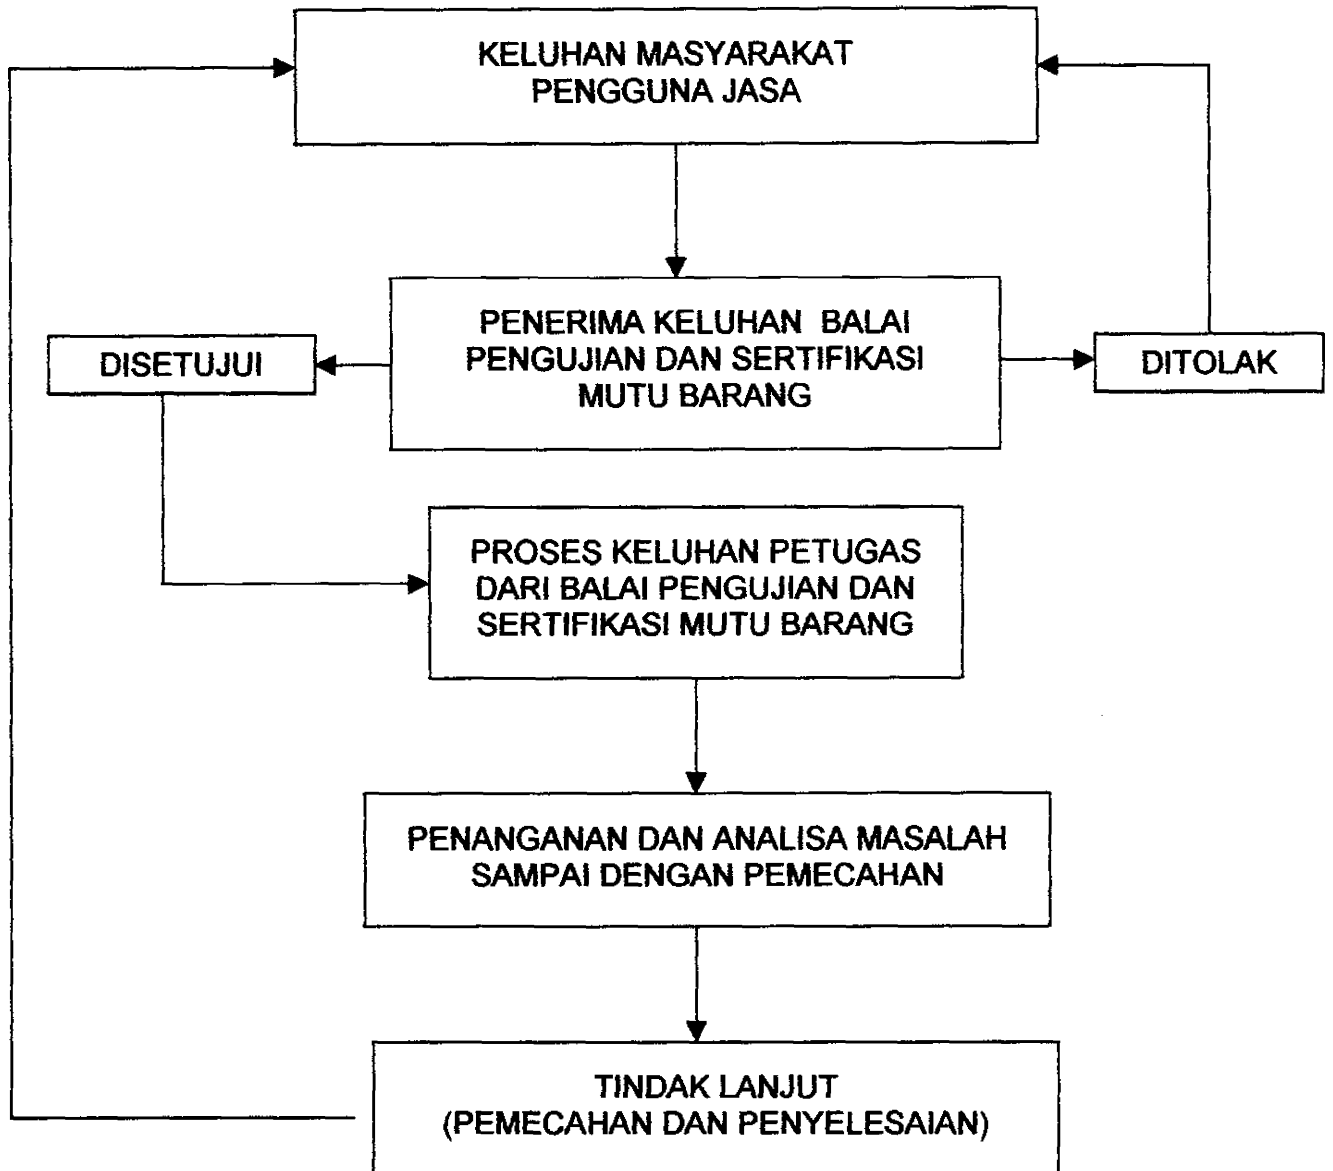 KELUHAN MASYARAKAT
PENGGUNA JASA
PENERIMA KELUHAN BALAI
PENGUJIAN DAN SERTIFIKASI
MUTU BARANG
DISETUJUI
DITOLAK
PROSES KELUHAN PETUGAS
DARI BALAI PENGUJIAN DAN
SERTIFIKASI MUTU BARANG
PENANGANAN DAN ANALISA MASALAH
SAMPAI DENGAN PEMECAHAN
TINDAK LANJUT
(PEMECAHAN DAN PENYELESAIAN)